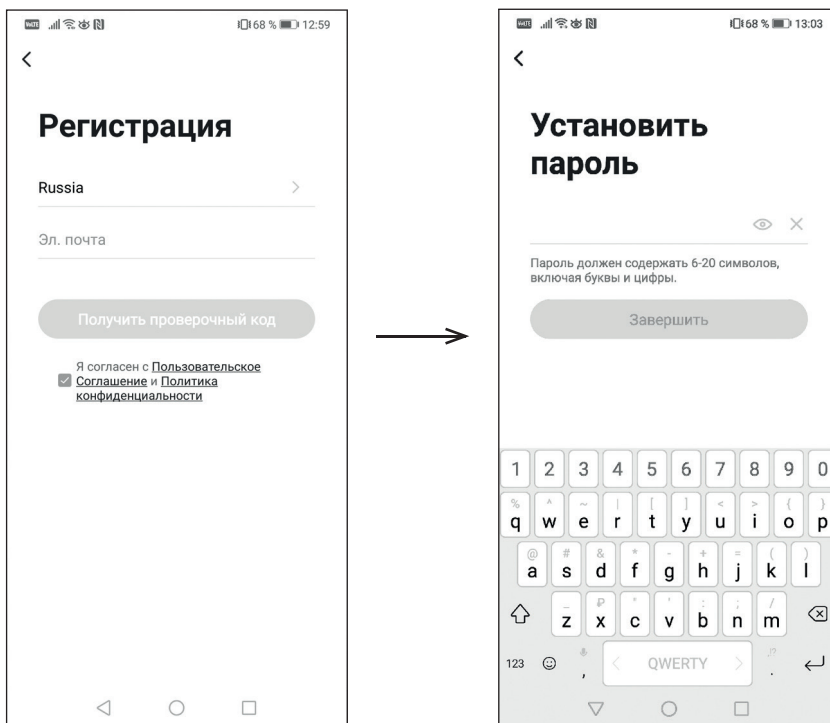 VoLTE 68 % 12:59
Регистрация
Russia
Эл. почта
Получить проверочный код
Я согласен с Пользовательское
Соглашение и Политика
конфиденциальности
VoLTE 68 % 13:03
Установить
пароль
Пароль должен содержать 6-20 символов,
включая буквы и цифры.
Завершить
1 2 3 4 5 6 7 8 9 0
% ^ ~ | [ ] < > { }
q w e r t y u i o p
@ # & * - + = ( )
a s d f g h j k l
_ ₽ " ' : ; /
z x c v b n m
123 , QWERTY ,!? .